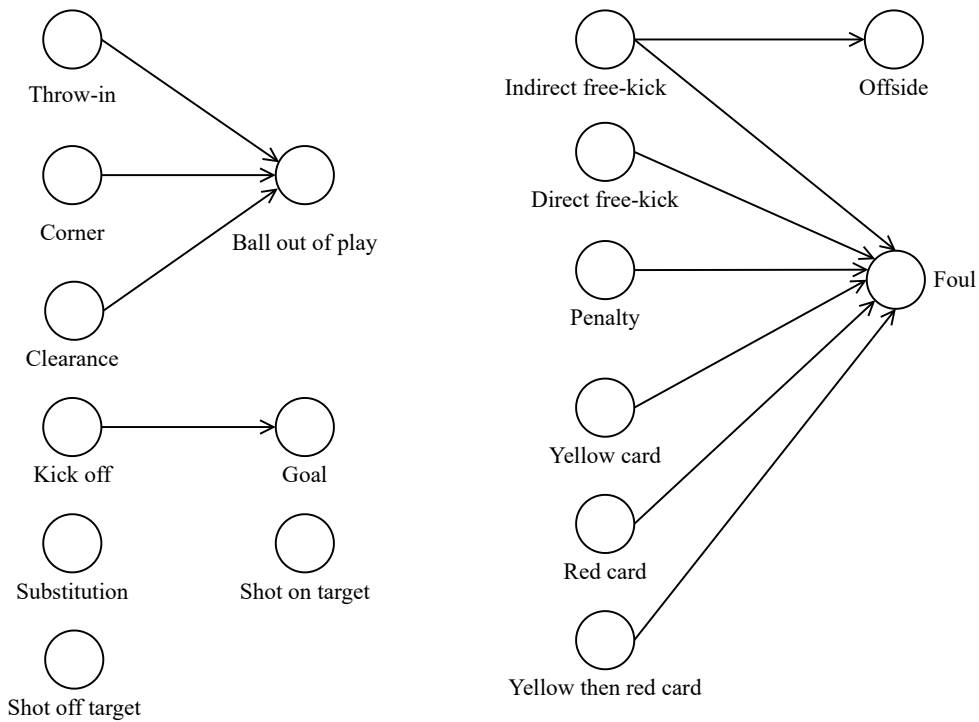 Throw-in
Corner
Ball out of play
Clearance
Kick off
Goal
Substitution
Shot on target
Shot off target
Indirect free-kick
Offside
Direct free-kick
Foul
Penalty
Yellow card
Red card
Yellow then red card